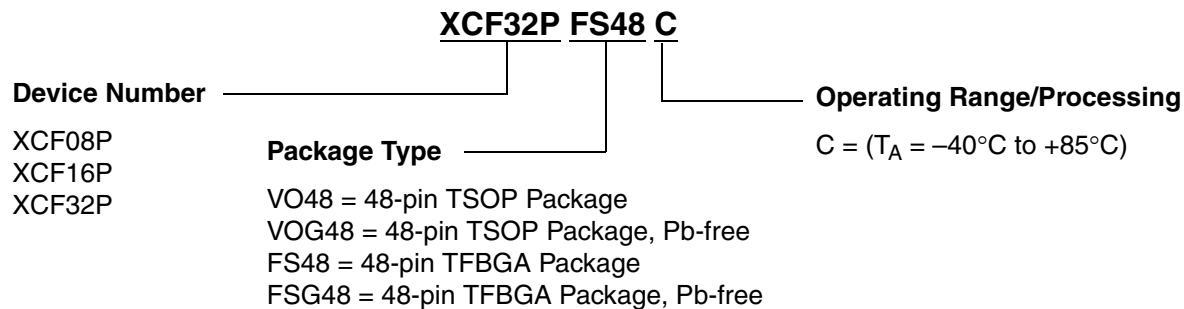 XCF32P FS48 C
Device Number
XCF08P
XCF16P
XCF32P
Package Type
VO48 = 48-pin TSOP Package
VOG48 = 48-pin TSOP Package, Pb-free
FS48 = 48-pin TFBGA Package
FSG48 = 48-pin TFBGA Package, Pb-free
Operating Range/Processing
C = (TA = –40°C to +85°C)